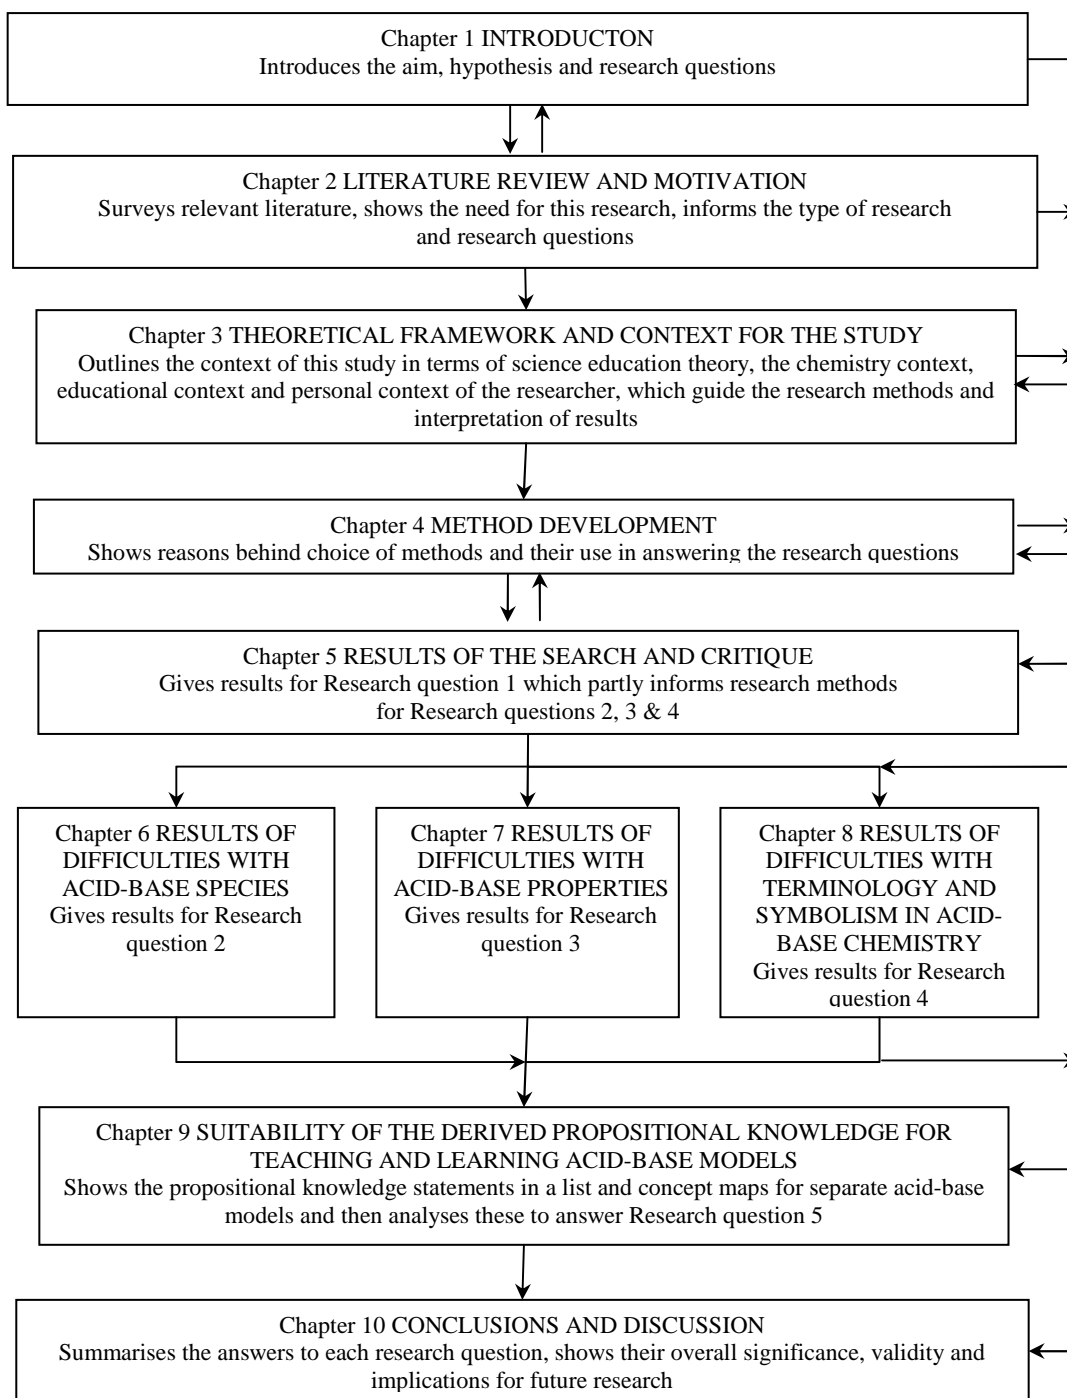 Chapter 1 INTRODUCTON
Introduces the aim, hypothesis and research questions
Chapter 2 LITERATURE REVIEW AND MOTIVATION
Surveys relevant literature, shows the need for this research, informs the type of research
and research questions
Chapter 3 THEORETICAL FRAMEWORK AND CONTEXT FOR THE STUDY
Outlines the context of this study in terms of science education theory, the chemistry context,
educational context and personal context of the researcher, which guide the research methods and
interpretation of results
Chapter 4 METHOD DEVELOPMENT
Shows reasons behind choice of methods and their use in answering the research questions
Chapter 5 RESULTS OF THE SEARCH AND CRITIQUE
Gives results for Research question 1 which partly informs research methods
for Research questions 2, 3 & 4
Chapter 6 RESULTS OF
DIFFICULTIES WITH
ACID-BASE SPECIES
Gives results for Research
question 2
Chapter 7 RESULTS OF
DIFFICULTIES WITH
ACID-BASE PROPERTIES
Gives results for Research
question 3
Chapter 8 RESULTS OF
DIFFICULTIES WITH
TERMINOLOGY AND
SYMBOLISM IN ACID-
BASE CHEMISTRY
Gives results for Research
question 4
Chapter 9 SUITABILITY OF THE DERIVED PROPOSITIONAL KNOWLEDGE FOR
TEACHING AND LEARNING ACID-BASE MODELS
Shows the propositional knowledge statements in a list and concept maps for separate acid-base
models and then analyses these to answer Research question 5
Chapter 10 CONCLUSIONS AND DISCUSSION
Summarises the answers to each research question, shows their overall significance, validity and
implications for future research